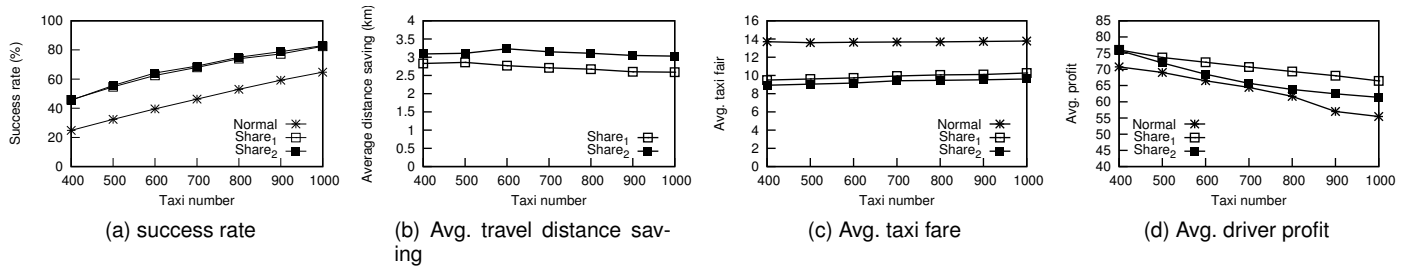 Success rate (%)
100
80
60
40
20
0
Normal
Share1
Share2
400 500 600 700 800 900 1000
Taxi number
(a) success rate
Average distance saving (km)
4
3.5
3
2.5
2
1.5
1
0.5
0
Share1
Share2
400 500 600 700 800 900 1000
Taxi number
(b) Avg. travel distance sav-
ing
Avg. taxi fair
16
14
12
10
8
6
4
2
0
Normal
Share1
Share2
400 500 600 700 800 900 1000
Taxi number
(c) Avg. taxi fare
Avg. profit
85
80
75
70
65
60
55
50
45
40
Normal
Share1
Share2
400 500 600 700 800 900 1000
Taxi number
(d) Avg. driver profit